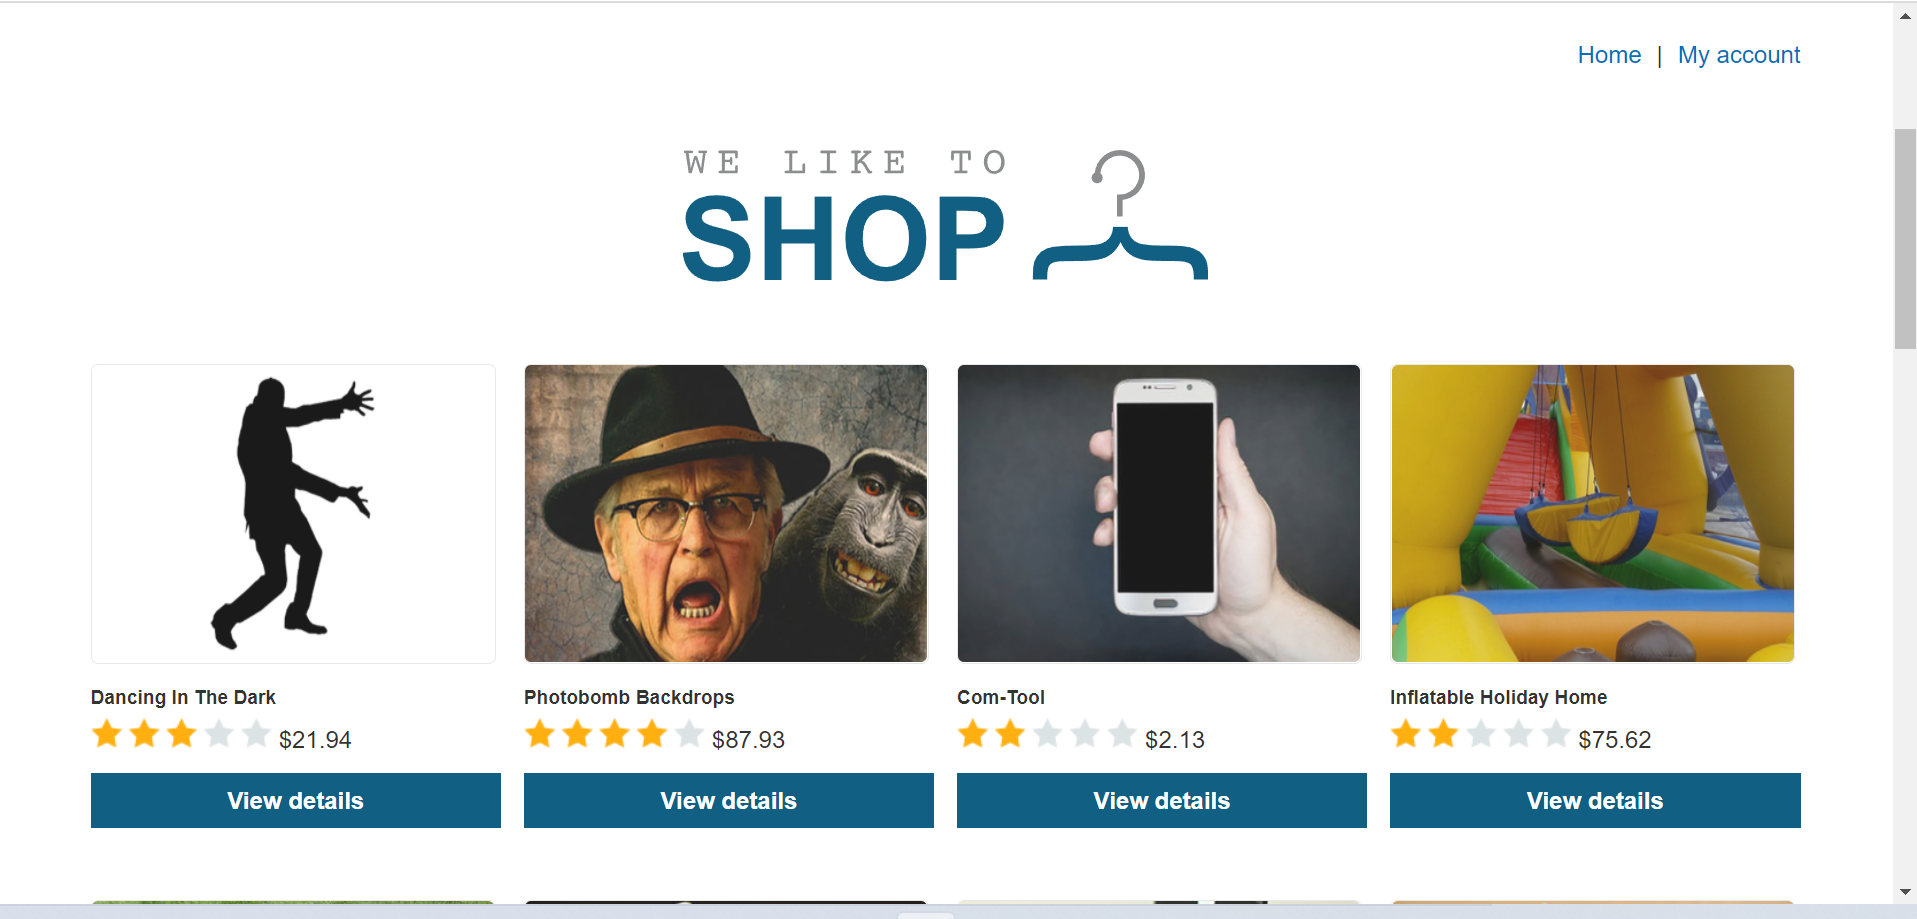 Home | My account
WE LIKE TO
SHOP
Dancing In The Dark
$21.94
View details
Photobomb Backdrops
$87.93
View details
Com-Tool
$2.13
View details
Inflatable Holiday Home
$75.62
View details